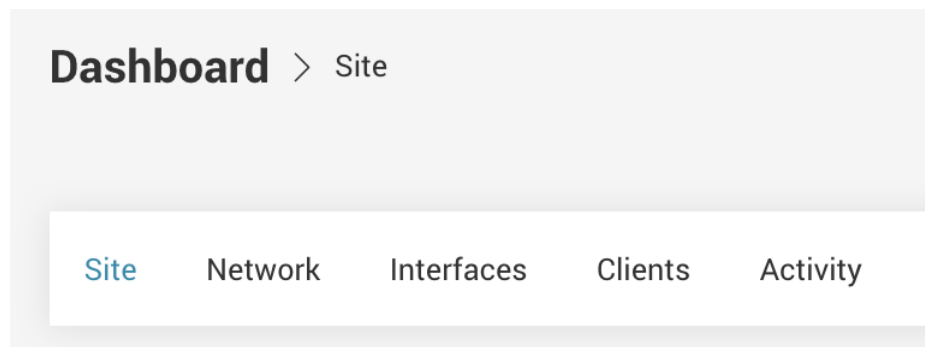 Dashboard > Site
Site Network Interfaces Clients Activity